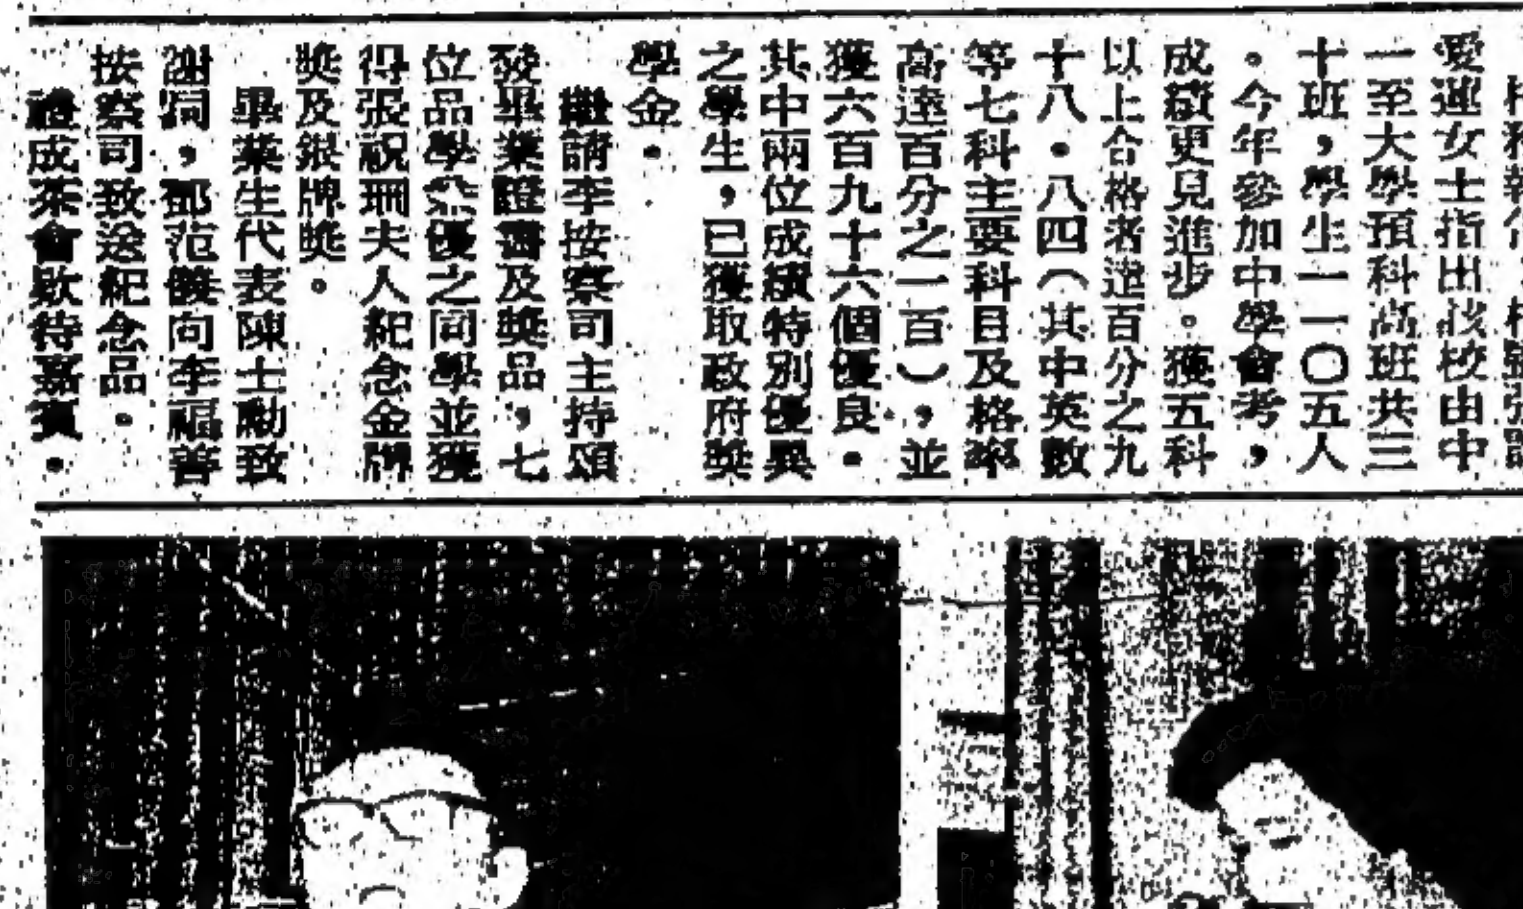 愛蓮女士指出該校由中
一至大學預科高班共三
十班，學生一一〇五人
。今年參加中學會考，
成績更見進步。獲五科
以上合格者達百分之九
十八・八四（其中英數
等七科主要科目及格率
高達百分之一百），並
獲六百九十六個優良・
其中兩位成績特別優異
之學生，已獲取政府獎
學金・
繼請李按察司主持頒
發畢業證書及獎品，七
位品學兼優之同學並獲
得張祝珊夫人紀念金牌
獎及銀牌獎。
畢業生代表陳士勵致
謝詞，鄧范儀向李福善
按察司致送紀念品・
禮成茶會欵待嘉賓・